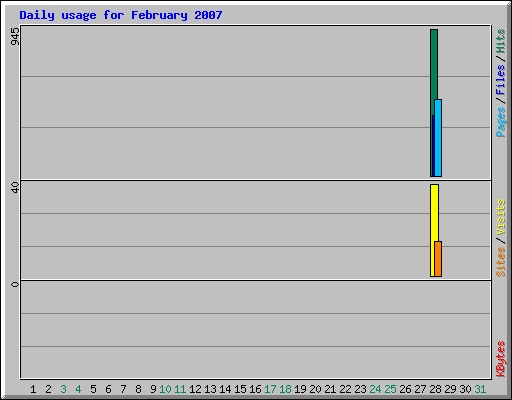 Daily usage for February 2007
945
40
0
Pages / Files / Hits
Sites / Visits
KBytes
1 2 3 4 5 6 7 8 9 10 11 12 13 14 15 16 17 18 19 20 21 22 23 24 25 26 27 28 29 30 31